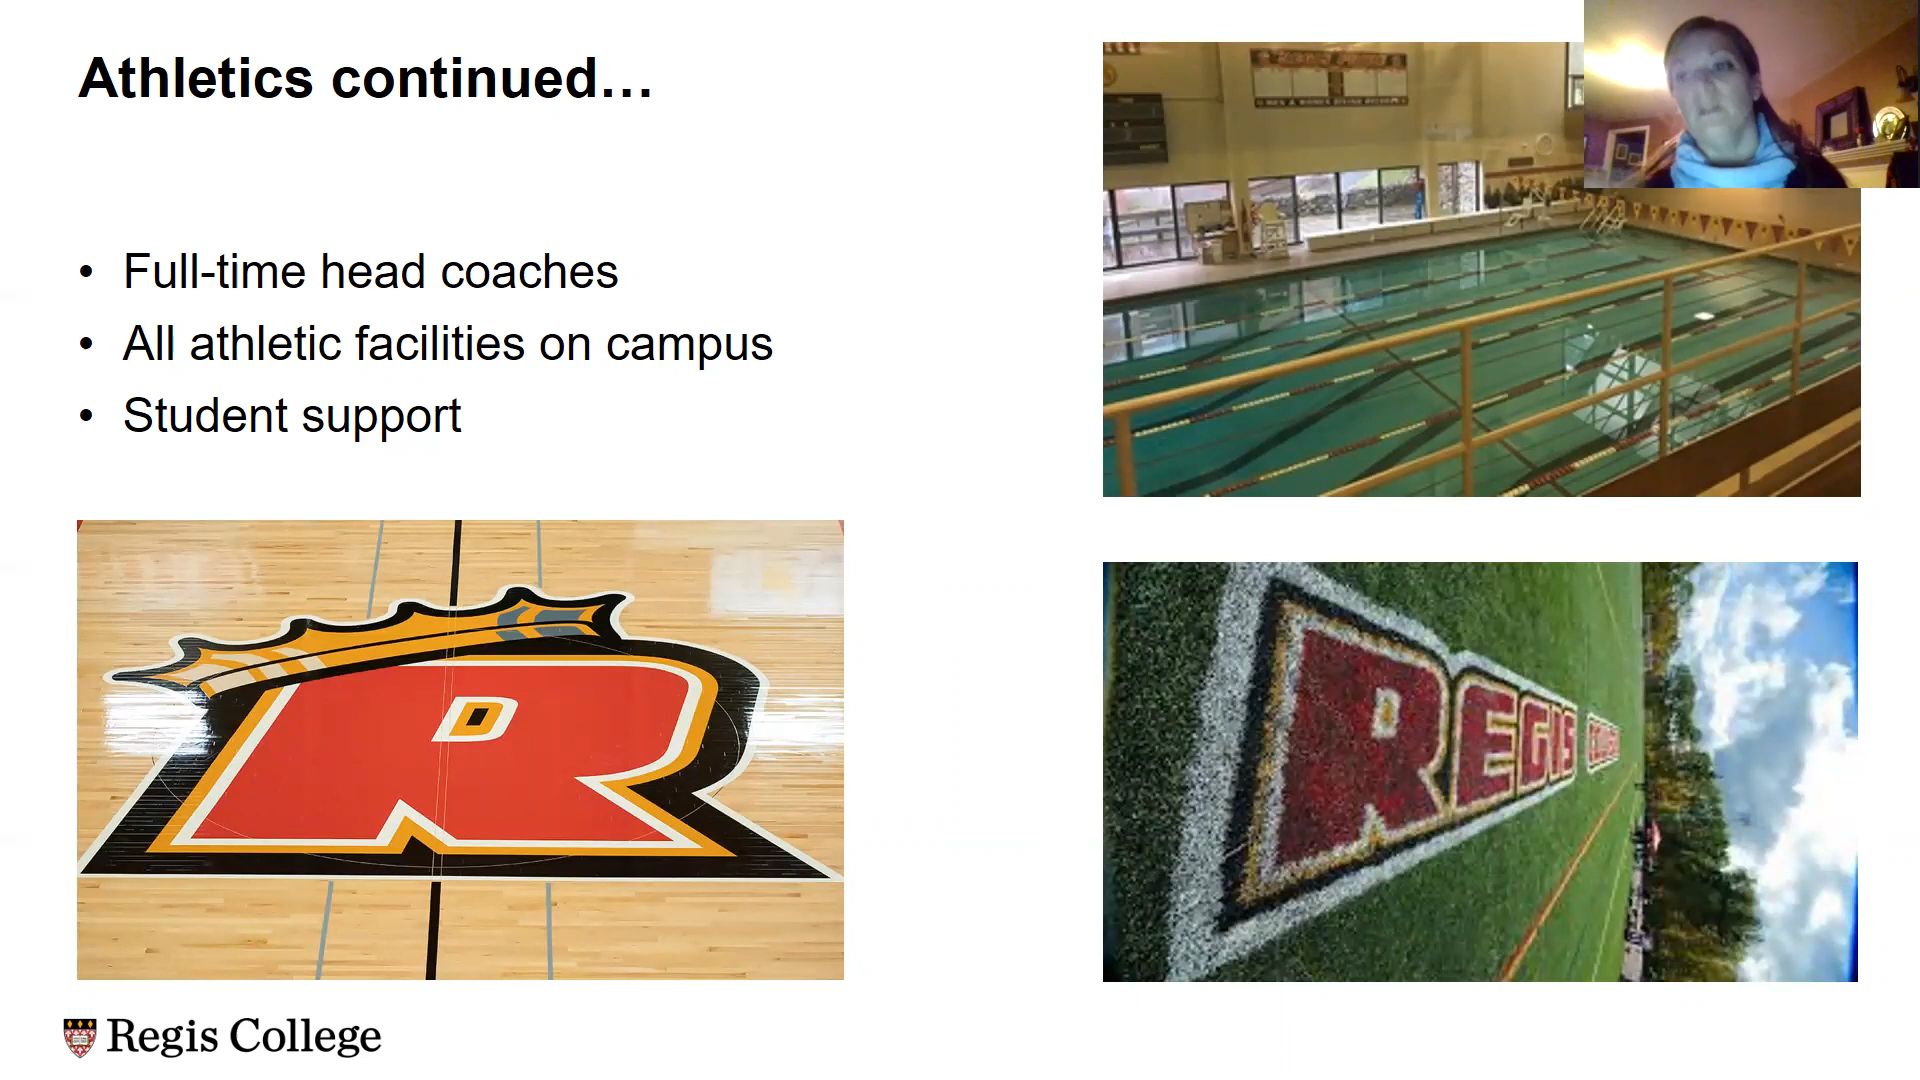 Athletics continued…
• Full-time head coaches
• All athletic facilities on campus
• Student support
R
REGIS
Regis College